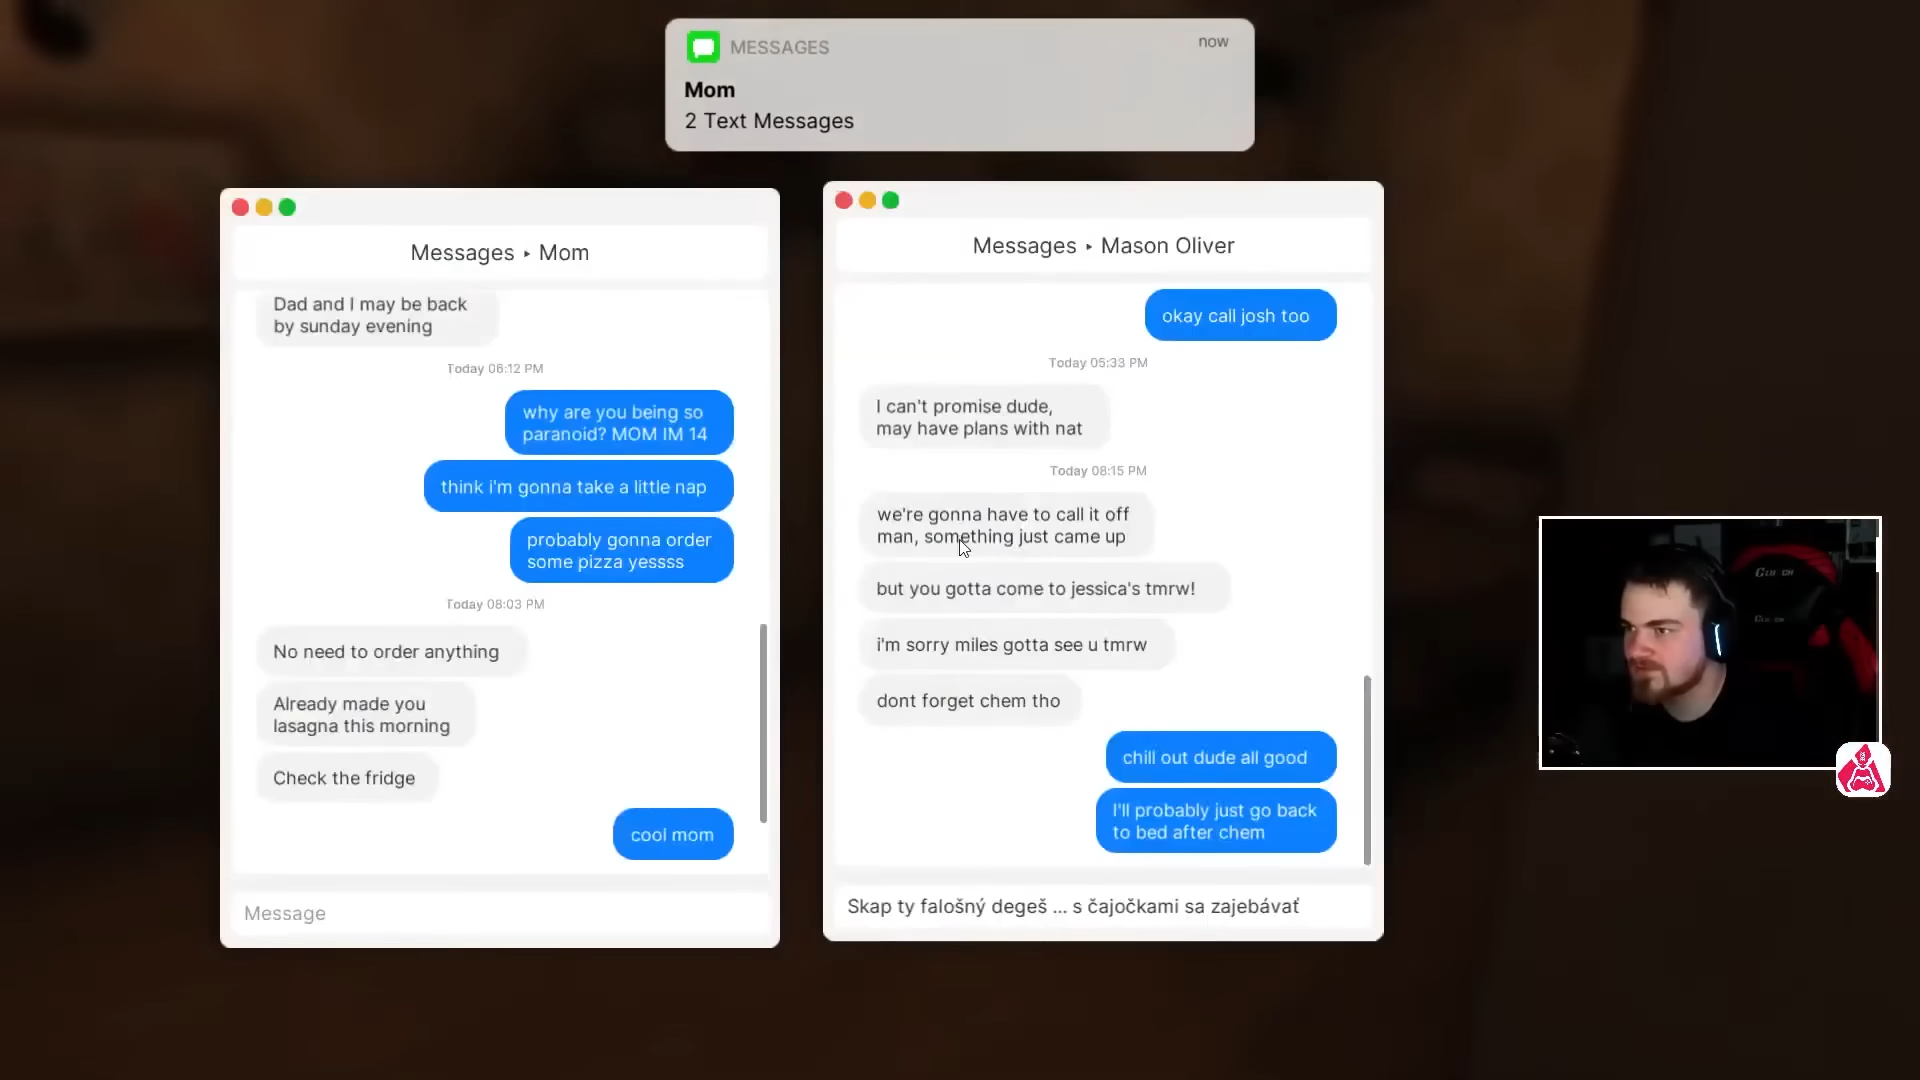 MESSAGES
now
Mom
2 Text Messages
Messages ▸ Mom
Dad and I may be back
by sunday evening
Today 06:12 PM
why are you being so
paranoid? MOM IM 14
think i'm gonna take a little nap
probably gonna order
some pizza yessss
Today 08:03 PM
No need to order anything
Already made you
lasagna this morning
Check the fridge
cool mom
Message
Messages ▸ Mason Oliver
okay call josh too
Today 05:33 PM
I can't promise dude,
may have plans with nat
Today 08:15 PM
we're gonna have to call it off
man, something just came up
but you gotta come to jessica's tmrw!
i'm sorry miles gotta see u tmrw
dont forget chem tho
chill out dude all good
I'll probably just go back
to bed after chem
Skap ty falošný degeš ... s čajočkami sa zajebávať